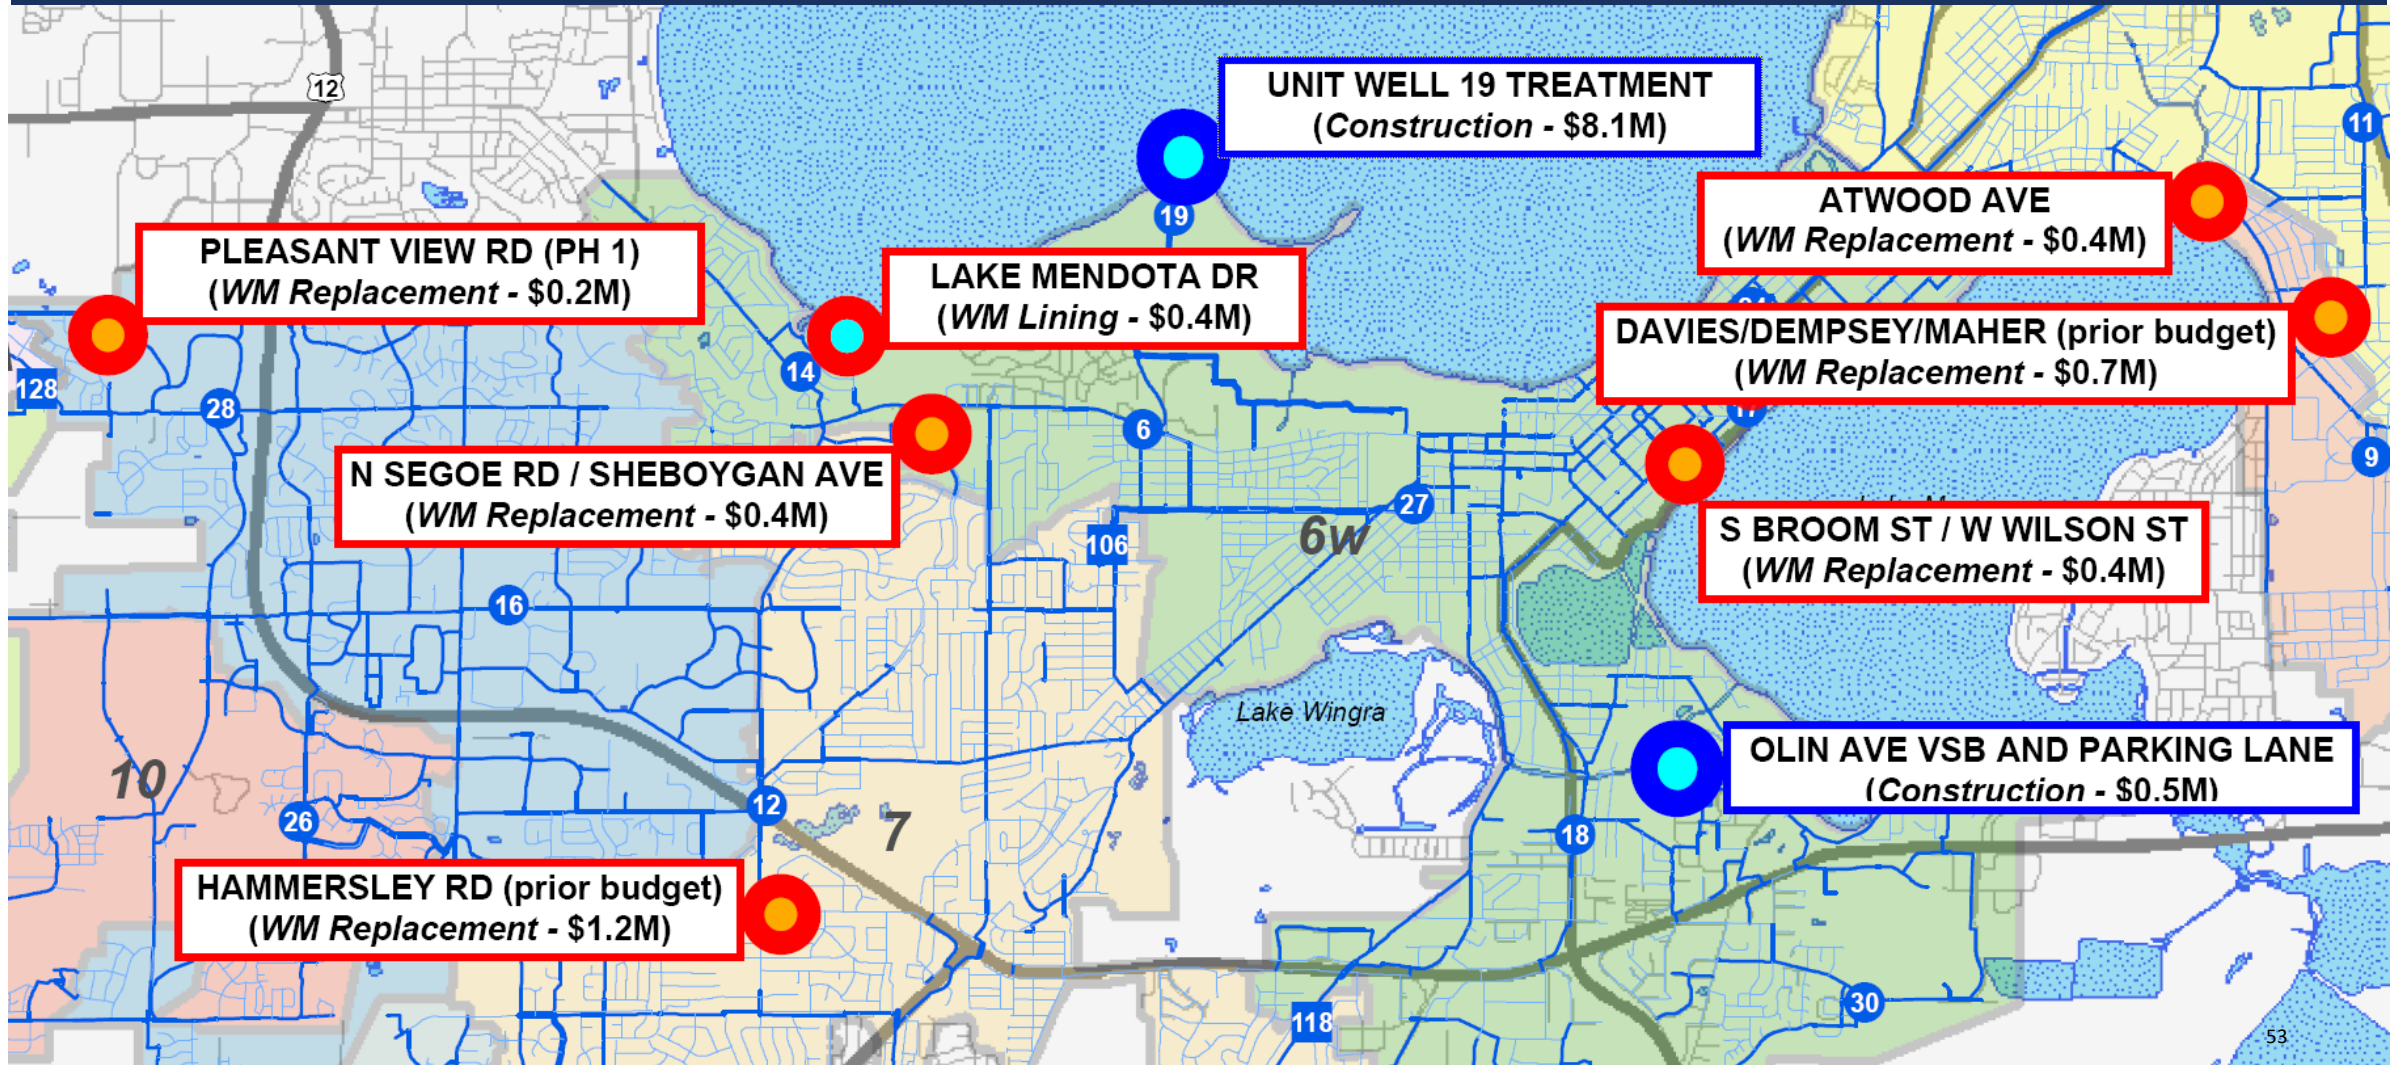 12
UNIT WELL 19 TREATMENT
(Construction - $8.1M)
11
ATWOOD AVE
(WM Replacement - $0.4M)
19
PLEASANT VIEW RD (PH 1)
(WM Replacement - $0.2M)
LAKE MENDOTA DR
(WM Lining - $0.4M)
DAVIES/DEMPSEY/MAHER (prior budget)
(WM Replacement - $0.7M)
14
128
28
17
6
9
N SEGOE RD / SHEBOYGAN AVE
(WM Replacement - $0.4M)
27
6w
106
S BROOM ST / W WILSON ST
(WM Replacement - $0.4M)
16
Lake Wingra
OLIN AVE VSB AND PARKING LANE
(Construction - $0.5M)
10
12
26
7
18
HAMMERSLEY RD (prior budget)
(WM Replacement - $1.2M)
30
118
53